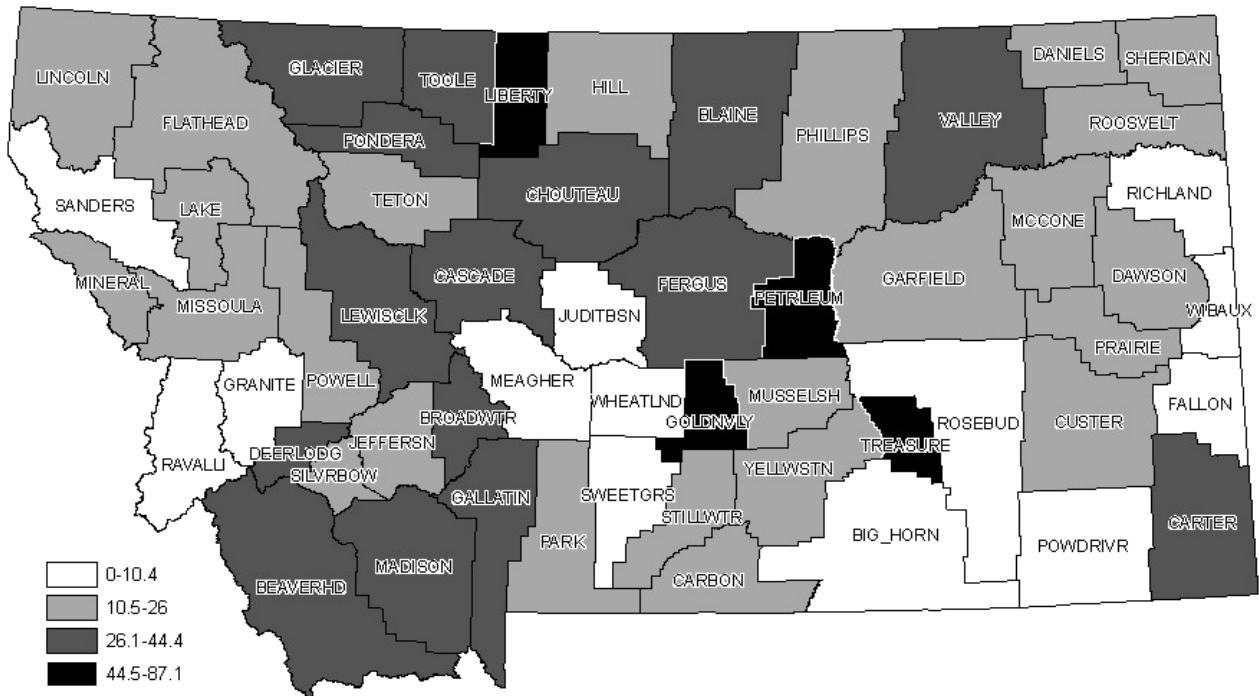 LINCOLN
FLATHEAD
GLACIER
TOOLE
LIBERTY
HILL
BLAINE
PHILLIPS
VALLEY
DANIELS
SHERIDAN
ROOSVELT
PONDERA
TETON
CHOUTEAU
SANDERS
LAKE
MCCONE
RICHLAND
MINERAL
MISSOULA
LEWISCLK
CASCADE
JUDITBSN
FERGUS
PETRLEUM
GARFIELD
DAWSON
WIBAUX
PRAIRIE
GRANITE
POWELL
MEAGHER
WHEATLND
GOLDNVLY
MUSSELSH
TREASURE
ROSEBUD
CUSTER
FALLON
BROADWTR
JEFFERSN
RAVALLI
DEERLODG
SILVRBOW
GALLATIN
SWEETGRS
STILLWTR
YELLWSTN
PARK
CARBON
BIG_HORN
POWDRIVR
CARTER
MADISON
BEAVERHD
0-10.4
10.5-26
26.1-44.4
44.5-87.1